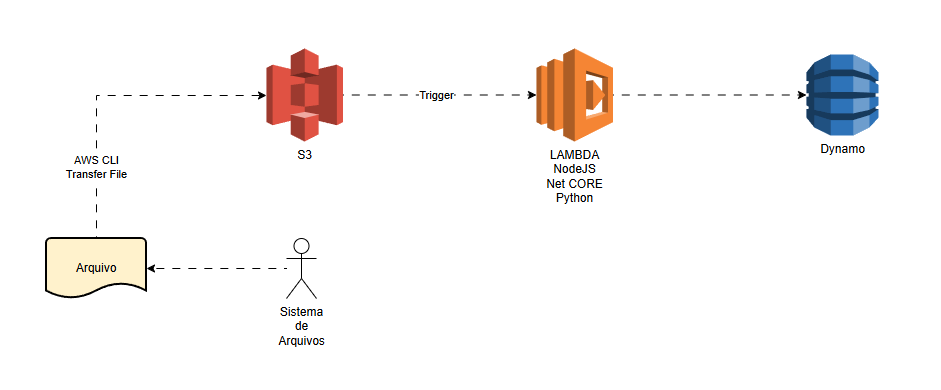 S3
Trigger
LAMBDA
NodeJS
Net CORE
Python
Dynamo
AWS CLI
Transfer File
Arquivo
Sistema
de
Arquivos